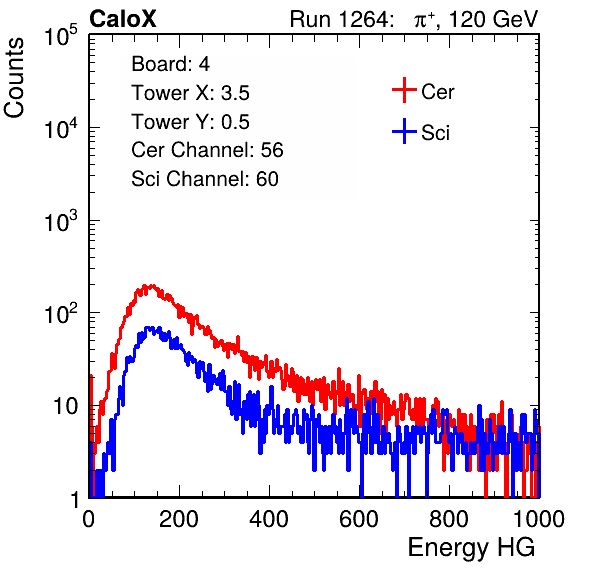 CaloX Run 1264: π⁺, 120 GeV
Counts
10⁵
10⁴
10³
10²
10
1
Board: 4
Tower X: 3.5
Tower Y: 0.5
Cer Channel: 56
Sci Channel: 60
Cer
Sci
0 200 400 600 800 1000
Energy HG